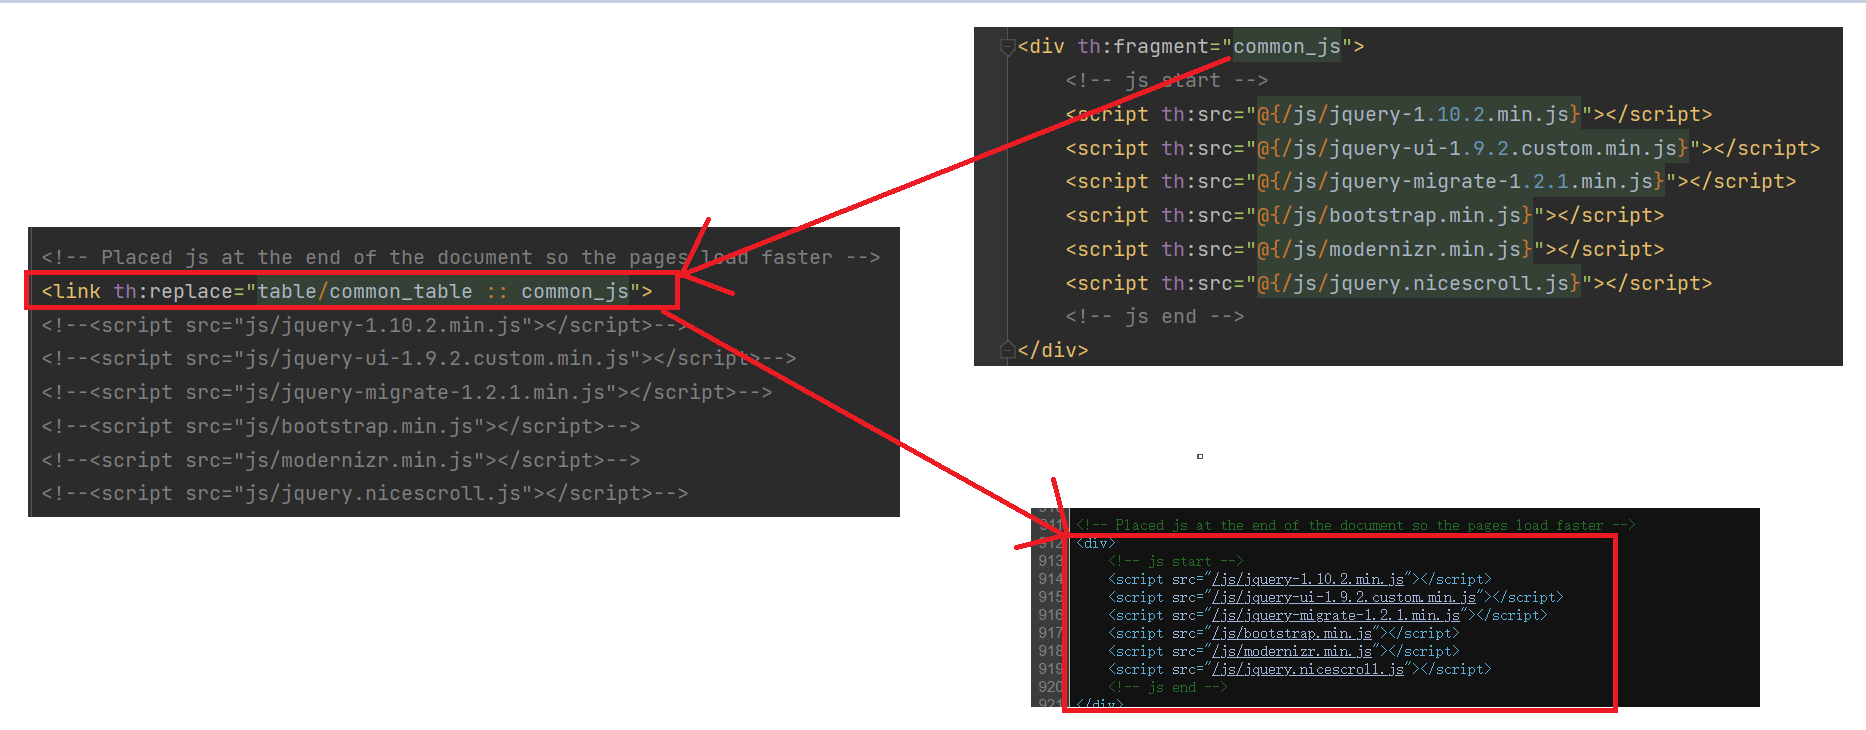 <div th:fragment="common_js">
<!-- js start -->
<script th:src="@{/js/jquery-1.10.2.min.js}"></script>
<script th:src="@{/js/jquery-ui-1.9.2.custom.min.js}"></script>
<script th:src="@{/js/jquery-migrate-1.2.1.min.js}"></script>
<script th:src="@{/js/bootstrap.min.js}"></script>
<script th:src="@{/js/modernizr.min.js}"></script>
<script th:src="@{/js/jquery.nicescroll.js}"></script>
<!-- js end -->
</div>
<!-- Placed js at the end of the document so the pages load faster -->
<link th:replace="table/common_table :: common_js">
<!--<script src="js/jquery-1.10.2.min.js"></script>-->
<!--<script src="js/jquery-ui-1.9.2.custom.min.js"></script>-->
<!--<script src="js/jquery-migrate-1.2.1.min.js"></script>-->
<!--<script src="js/bootstrap.min.js"></script>-->
<!--<script src="js/modernizr.min.js"></script>-->
<!--<script src="js/jquery.nicescroll.js"></script>-->
911 <!-- Placed js at the end of the document so the pages load faster -->
912 <div>
913 <!-- js start -->
914 <script src="/js/jquery-1.10.2.min.js"></script>
915 <script src="/js/jquery-ui-1.9.2.custom.min.js"></script>
916 <script src="/js/jquery-migrate-1.2.1.min.js"></script>
917 <script src="/js/bootstrap.min.js"></script>
918 <script src="/js/modernizr.min.js"></script>
919 <script src="/js/jquery.nicescroll.js"></script>
920 <!-- js end -->
921 </div>